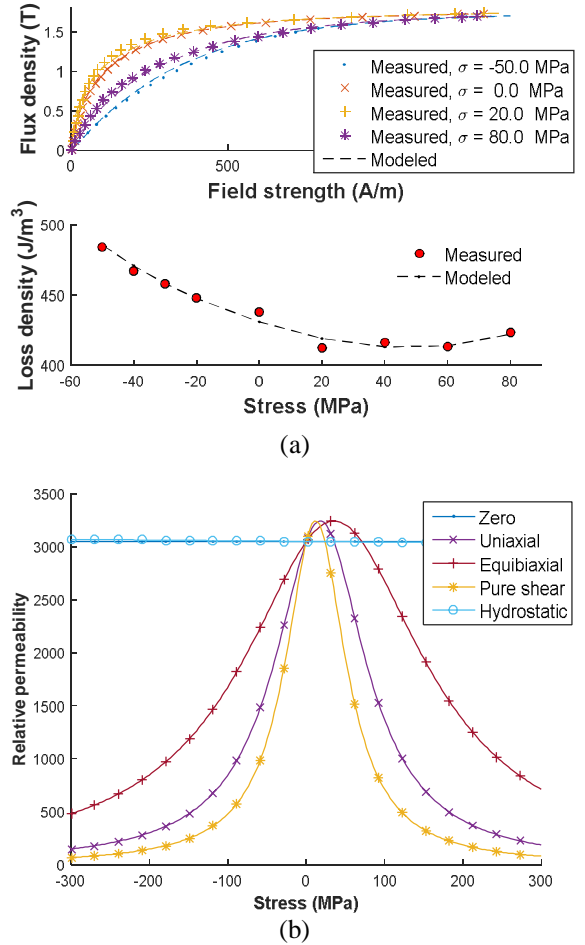 Flux density (T)
1.5
1
0.5
0
500
Field strength (A/m)
Measured, σ = -50.0 MPa
Measured, σ = 0.0 MPa
Measured, σ = 20.0 MPa
Measured, σ = 80.0 MPa
Modeled
Loss density (J/m³)
500
450
400
-60 -40 -20 0 20 40 60 80
Stress (MPa)
Measured
Modeled
(a)
Relative permeability
3500
3000
2500
2000
1500
1000
500
0
-300 -200 -100 0 100 200 300
Stress (MPa)
Zero
Uniaxial
Equibiaxial
Pure shear
Hydrostatic
(b)